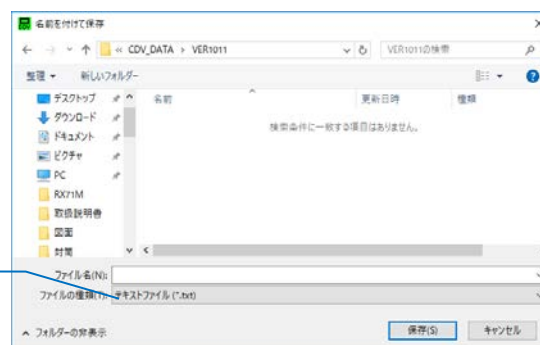 名前を付けて保存
« CDV_DATA › VER1011
VER1011の検索
整理
新しいフォルダー
名前
更新日時
種類
検索条件に一致する項目はありません。
デスクトップ
ダウンロード
ドキュメント
ピクチャ
PC
RX71M
取扱説明書
図面
封筒
ファイル名(N):
ファイルの種類(T): テキストファイル (*.txt)
フォルダーの非表示
保存(S)
キャンセル